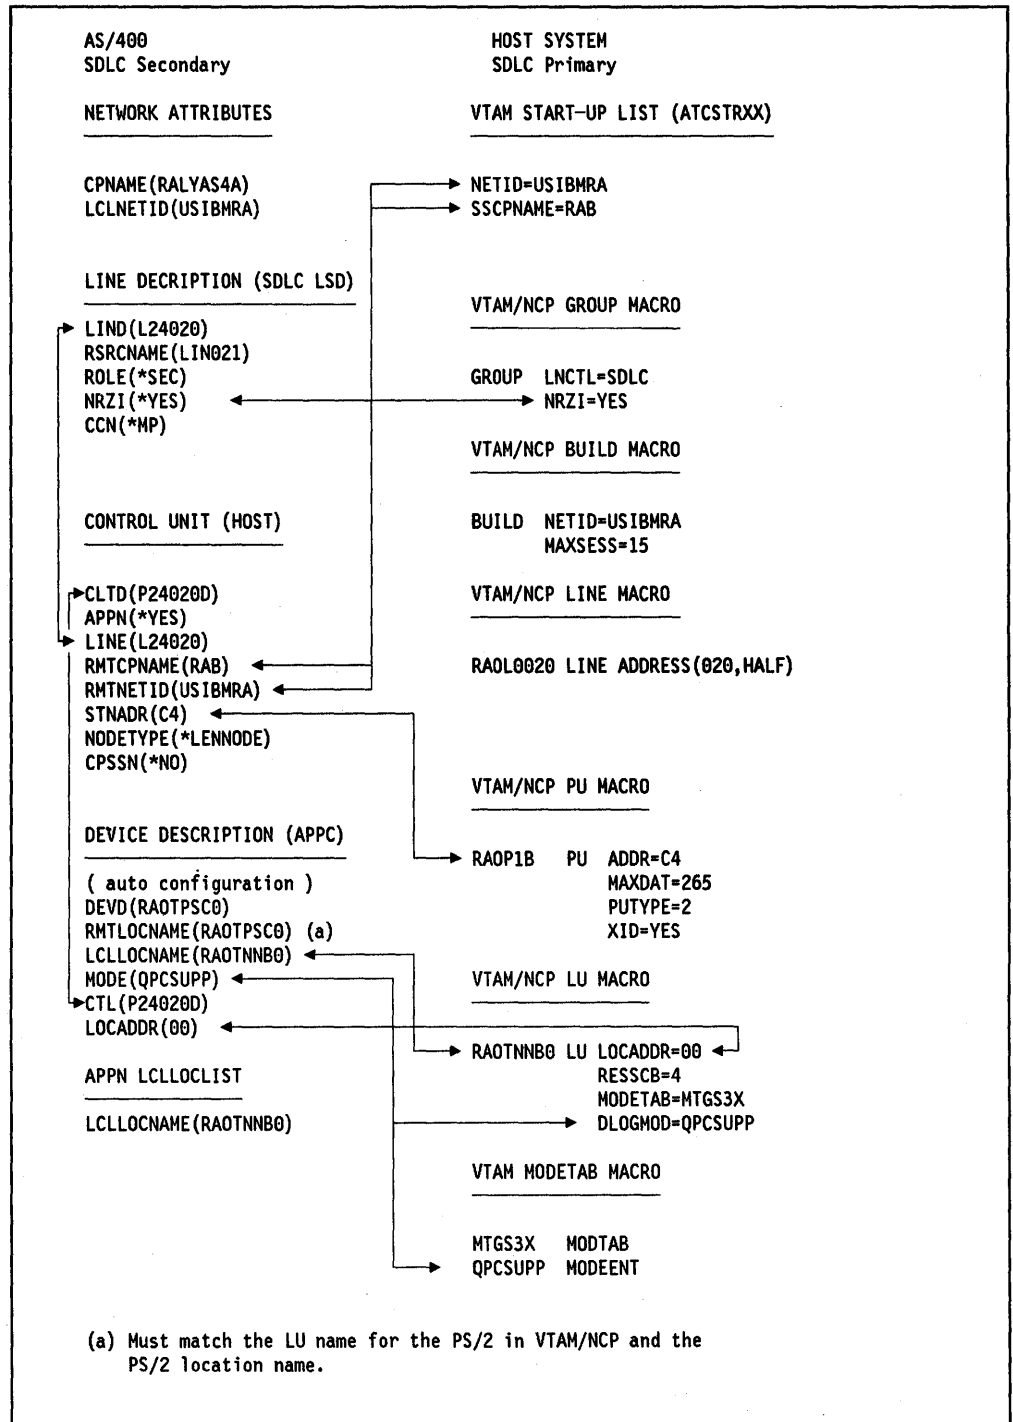 AS/400 HOST SYSTEM
SDLC Secondary SDLC Primary
NETWORK ATTRIBUTES VTAM START-UP LIST (ATCSTRXX)
CPNAME(RALYAS4A) NETID=USIBMRA
LCLNETID(USIBMRA) SSCPNAME=RAB
LINE DECRIPTION (SDLC LSD)
VTAM/NCP GROUP MACRO
LIND(L24020)
RSRCNAME(LIN021)
ROLE(*SEC) GROUP LNCTL=SDLC
NRZI(*YES) NRZI=YES
CCN(*MP)
VTAM/NCP BUILD MACRO
CONTROL UNIT (HOST) BUILD NETID=USIBMRA
MAXSESS=15
CLTD(P24020D) VTAM/NCP LINE MACRO
APPN(*YES)
LINE(L24020)
RMTCPNAME(RAB) RAOL0020 LINE ADDRESS(020,HALF)
RMTNETID(USIBMRA)
STNADR(C4)
NODETYPE(*LENNODE)
CPSSN(*NO)
VTAM/NCP PU MACRO
DEVICE DESCRIPTION (APPC)
RAOP1B PU ADDR=C4
( auto configuration ) MAXDAT=265
DEVD(RAOTPSC0) PUTYPE=2
RMTLOCNAME(RAOTPSC0) (a) XID=YES
LCLLOCNAME(RAOTNNB0)
MODE(QPCSUPP) VTAM/NCP LU MACRO
CTL(P24020D)
LOCADDR(00)
RAOTNNB0 LU LOCADDR=00
APPN LCLLOCLIST RESSCB=4
MODETAB=MTGS3X
LCLLOCNAME(RAOTNNB0) DLOGMOD=QPCSUPP
VTAM MODETAB MACRO
MTGS3X MODTAB
QPCSUPP MODEENT
(a) Must match the LU name for the PS/2 in VTAM/NCP and the
PS/2 location name.